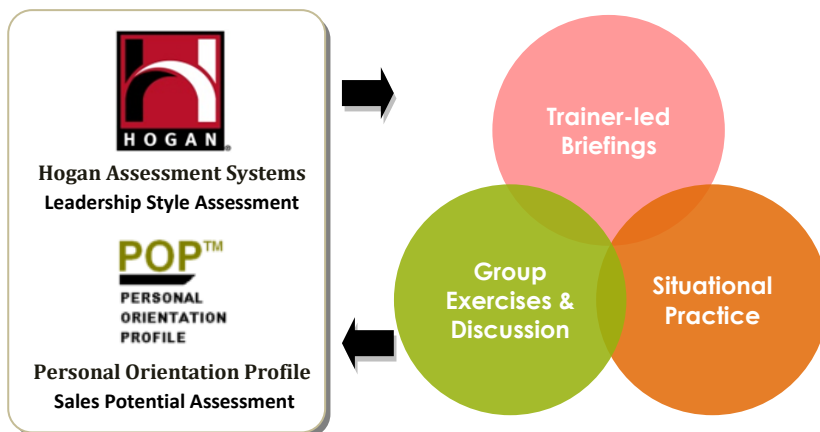 HOGAN®
Hogan Assessment Systems
Leadership Style Assessment
POP™
PERSONAL
ORIENTATION
PROFILE
Personal Orientation Profile
Sales Potential Assessment
Trainer-led
Briefings
Group
Exercises &
Discussion
Situational
Practice